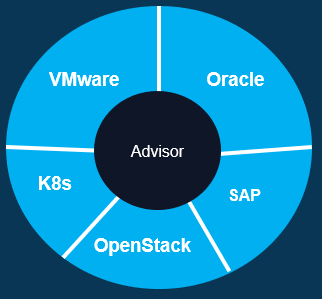 VMware
Oracle
Advisor
K8s
SAP
OpenStack